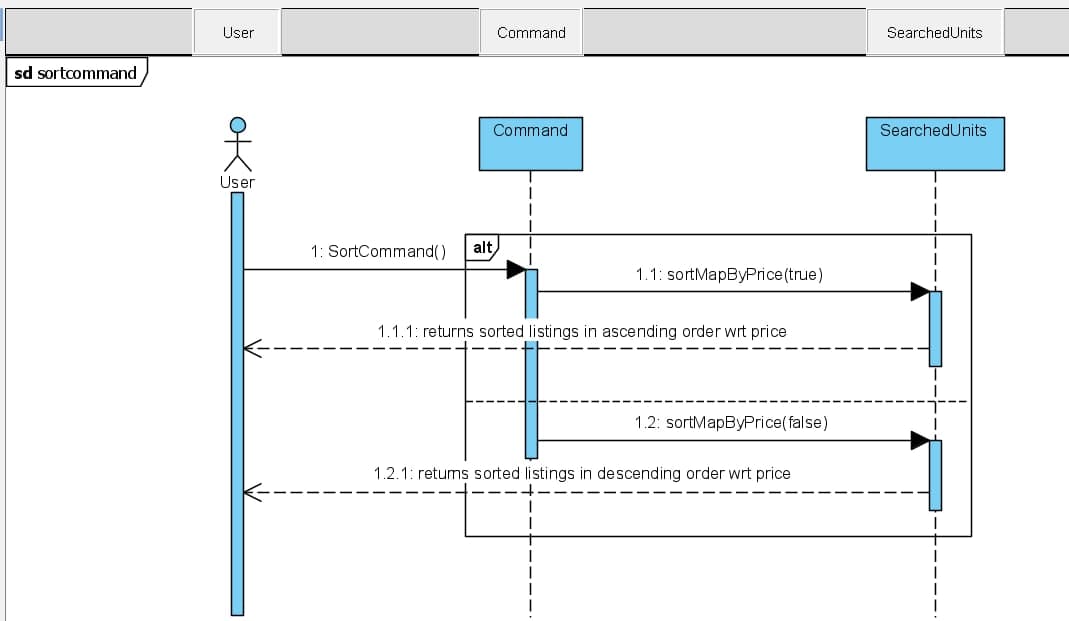 User
Command
SearchedUnits
sd sortcommand
Command
SearchedUnits
User
1: SortCommand()
alt
1.1: sortMapByPrice(true)
1.1.1: returns sorted listings in ascending order wrt price
1.2: sortMapByPrice(false)
1.2.1: returns sorted listings in descending order wrt price